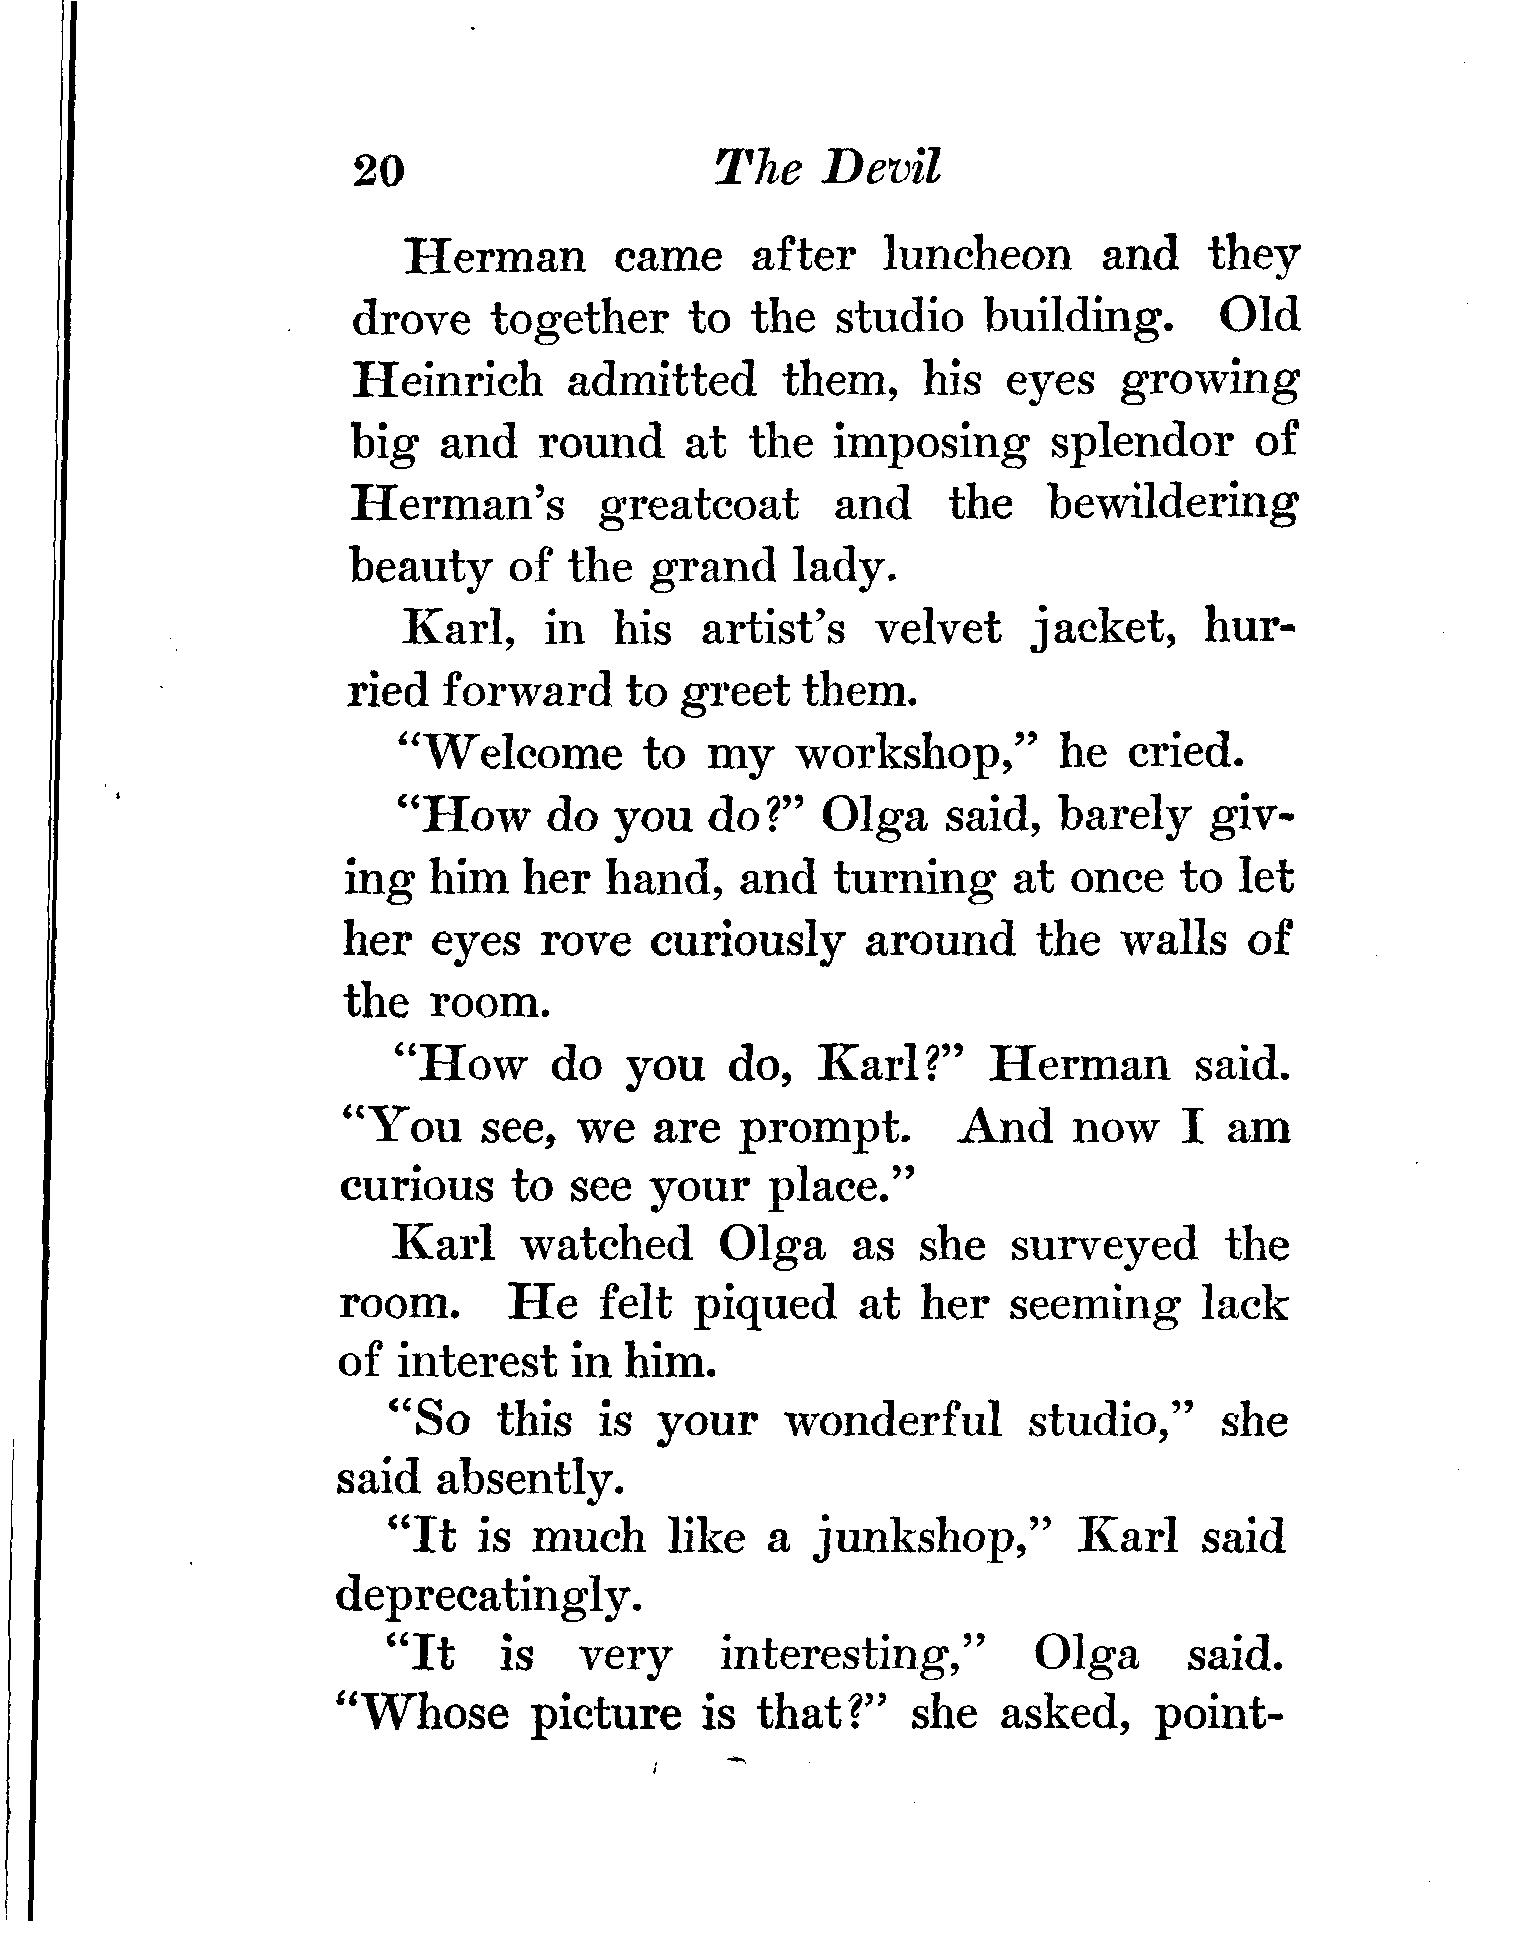 20 The Devil
Herman came after luncheon and they
drove together to the studio building. Old
Heinrich admitted them, his eyes growing
big and round at the imposing splendor of
Herman's greatcoat and the bewildering
beauty of the grand lady.
Karl, in his artist's velvet jacket, hur-
ried forward to greet them.
“Welcome to my workshop,” he cried.
“How do you do?” Olga said, barely giv-
ing him her hand, and turning at once to let
her eyes rove curiously around the walls of
the room.
“How do you do, Karl?” Herman said.
“You see, we are prompt. And now I am
curious to see your place.”
Karl watched Olga as she surveyed the
room. He felt piqued at her seeming lack
of interest in him.
“So this is your wonderful studio,” she
said absently.
“It is much like a junkshop,” Karl said
deprecatingly.
“It is very interesting,” Olga said.
“Whose picture is that?” she asked, point-